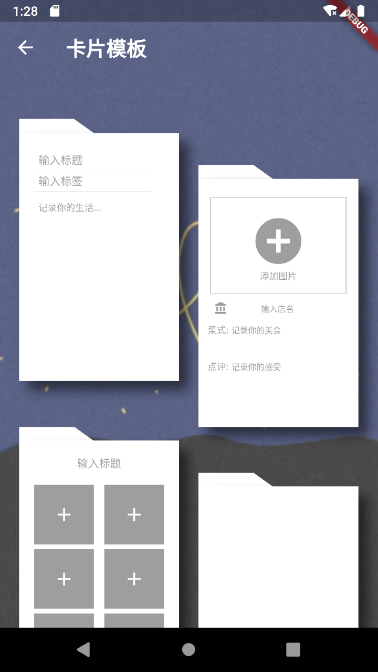 1:28
DEBUG
卡片模板
输入标题
输入标签
记录你的生活...
添加图片
输入店名
菜式: 记录你的美食
点评: 记录你的感受
输入标题